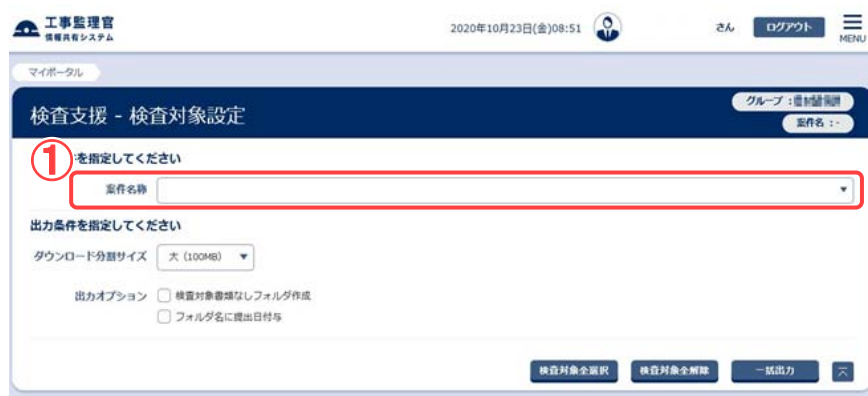 工事監理官
情報共有システム
2020年10月23日(金)08:51
さん
ログアウト
MENU
マイポータル
検査支援 - 検査対象設定
グループ：
案件名：-
①
件を指定してください
案件名称
出力条件を指定してください
ダウンロード分割サイズ
大（100MB）
出力オプション
検査対象書類なしフォルダ作成
フォルダ名に提出日付与
検査対象全選択
検査対象全解除
一括出力